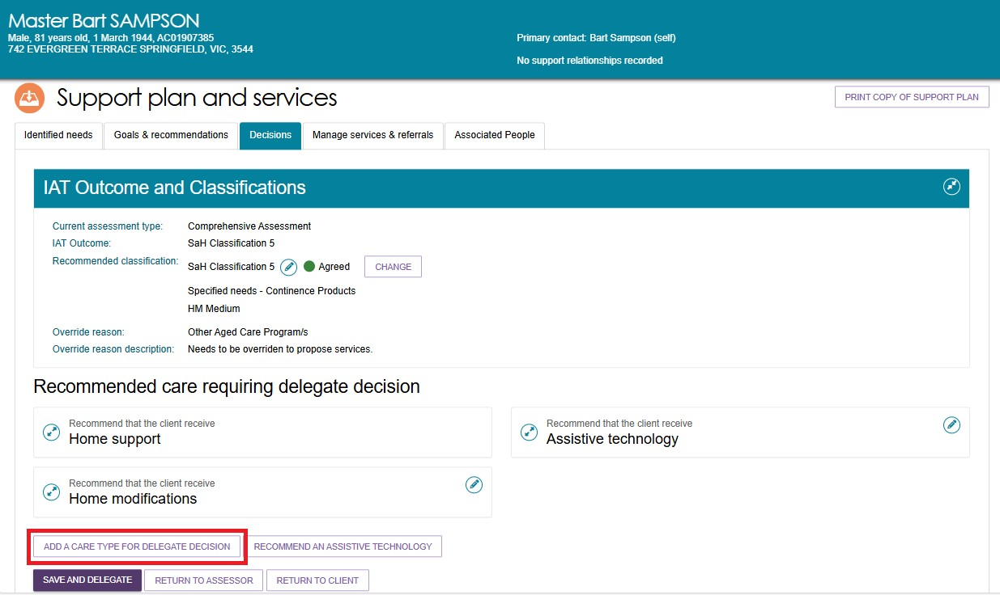 Master Bart SAMPSON
Male, 81 years old, 1 March 1944, AC01907385
742 EVERGREEN TERRACE SPRINGFIELD, VIC, 3544
Primary contact: Bart Sampson (self)
No support relationships recorded
Support plan and services
PRINT COPY OF SUPPORT PLAN
Identified needs
Goals & recommendations
Decisions
Manage services & referrals
Associated People
IAT Outcome and Classifications
Current assessment type: Comprehensive Assessment
IAT Outcome: SaH Classification 5
Recommended classification: SaH Classification 5 Agreed CHANGE
Specified needs - Continence Products
HM Medium
Override reason: Other Aged Care Program/s
Override reason description: Needs to be overriden to propose services.
Recommended care requiring delegate decision
Recommend that the client receive
Home support
Recommend that the client receive
Assistive technology
Recommend that the client receive
Home modifications
ADD A CARE TYPE FOR DELEGATE DECISION
RECOMMEND AN ASSISTIVE TECHNOLOGY
SAVE AND DELEGATE
RETURN TO ASSESSOR
RETURN TO CLIENT